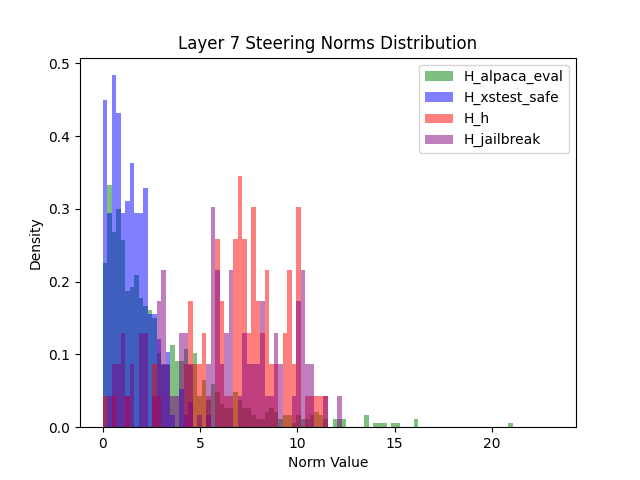 Layer 7 Steering Norms Distribution
H_alpaca_eval
H_xstest_safe
H_h
H_jailbreak
Density
0.5
0.4
0.3
0.2
0.1
0.0
0
5
10
15
20
Norm Value